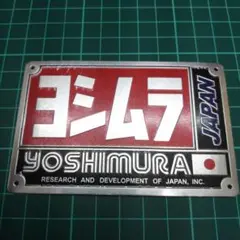 ヨシムラ
JAPAN
YOSHIMURA
RESEARCH AND DEVELOPMENT OF JAPAN, INC.